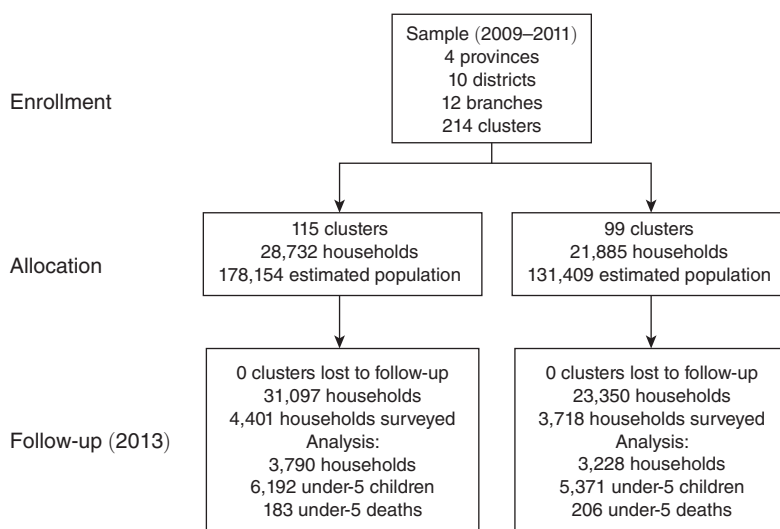 Enrollment
Sample (2009–2011)
4 provinces
10 districts
12 branches
214 clusters
Allocation
115 clusters
28,732 households
178,154 estimated population
99 clusters
21,885 households
131,409 estimated population
Follow-up (2013)
0 clusters lost to follow-up
31,097 households
4,401 households surveyed
Analysis:
3,790 households
6,192 under-5 children
183 under-5 deaths
0 clusters lost to follow-up
23,350 households
3,718 households surveyed
Analysis:
3,228 households
5,371 under-5 children
206 under-5 deaths